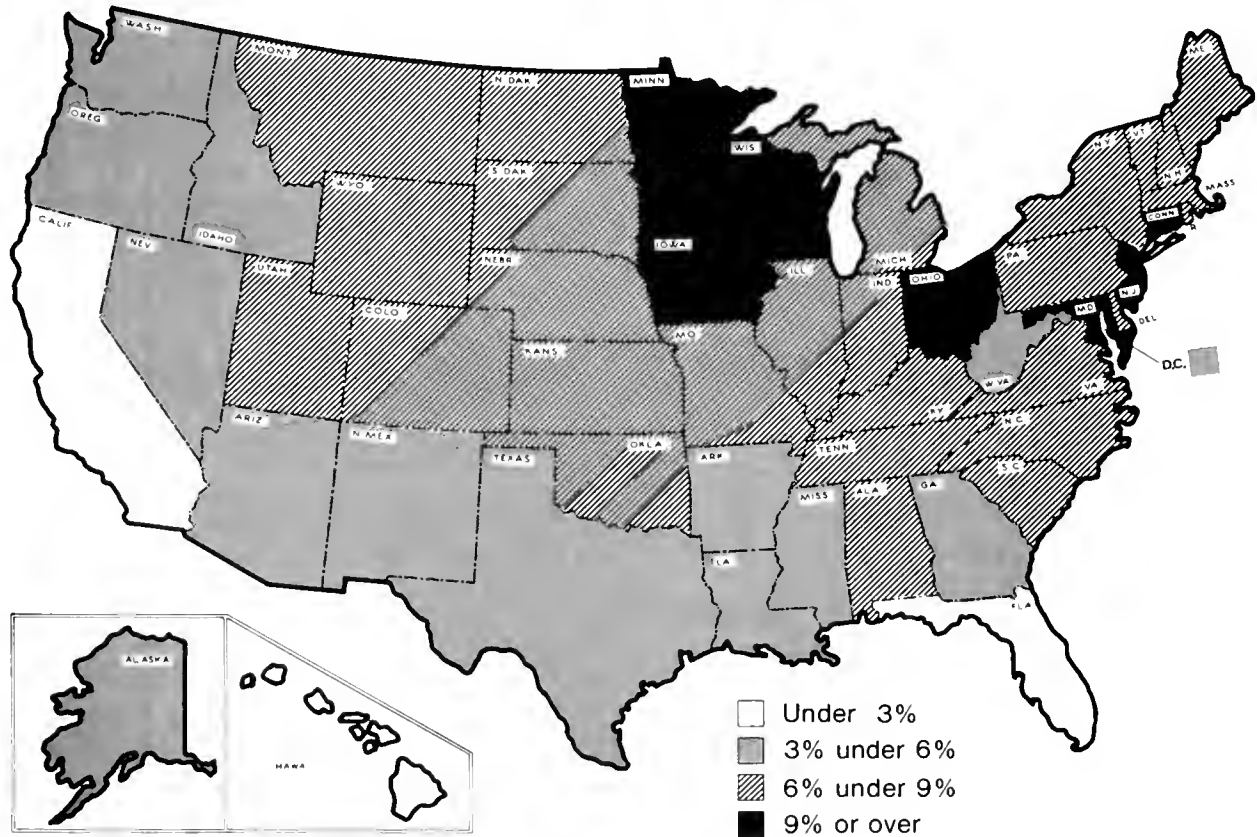 WASH
MONT
N DAK
MINN
ME
OREG
WIS
N.Y.
VT
N H
S DAK
WYO
MASS
CALIF
CONN
R
NEV
IDAHO
IOWA
PA
UTAH
NEBR
ILL
MICH
IND
OHIO
N J
COLO
MO
MD
DEL
KANS
D.C.
W VA
VA
ARIZ
N MEX
KY
TEXAS
OKLA
ARK
TENN
N C
S C
MISS
ALA
GA
LA
FLA
ALASKA
HAWA
Under 3%
3% under 6%
6% under 9%
9% or over